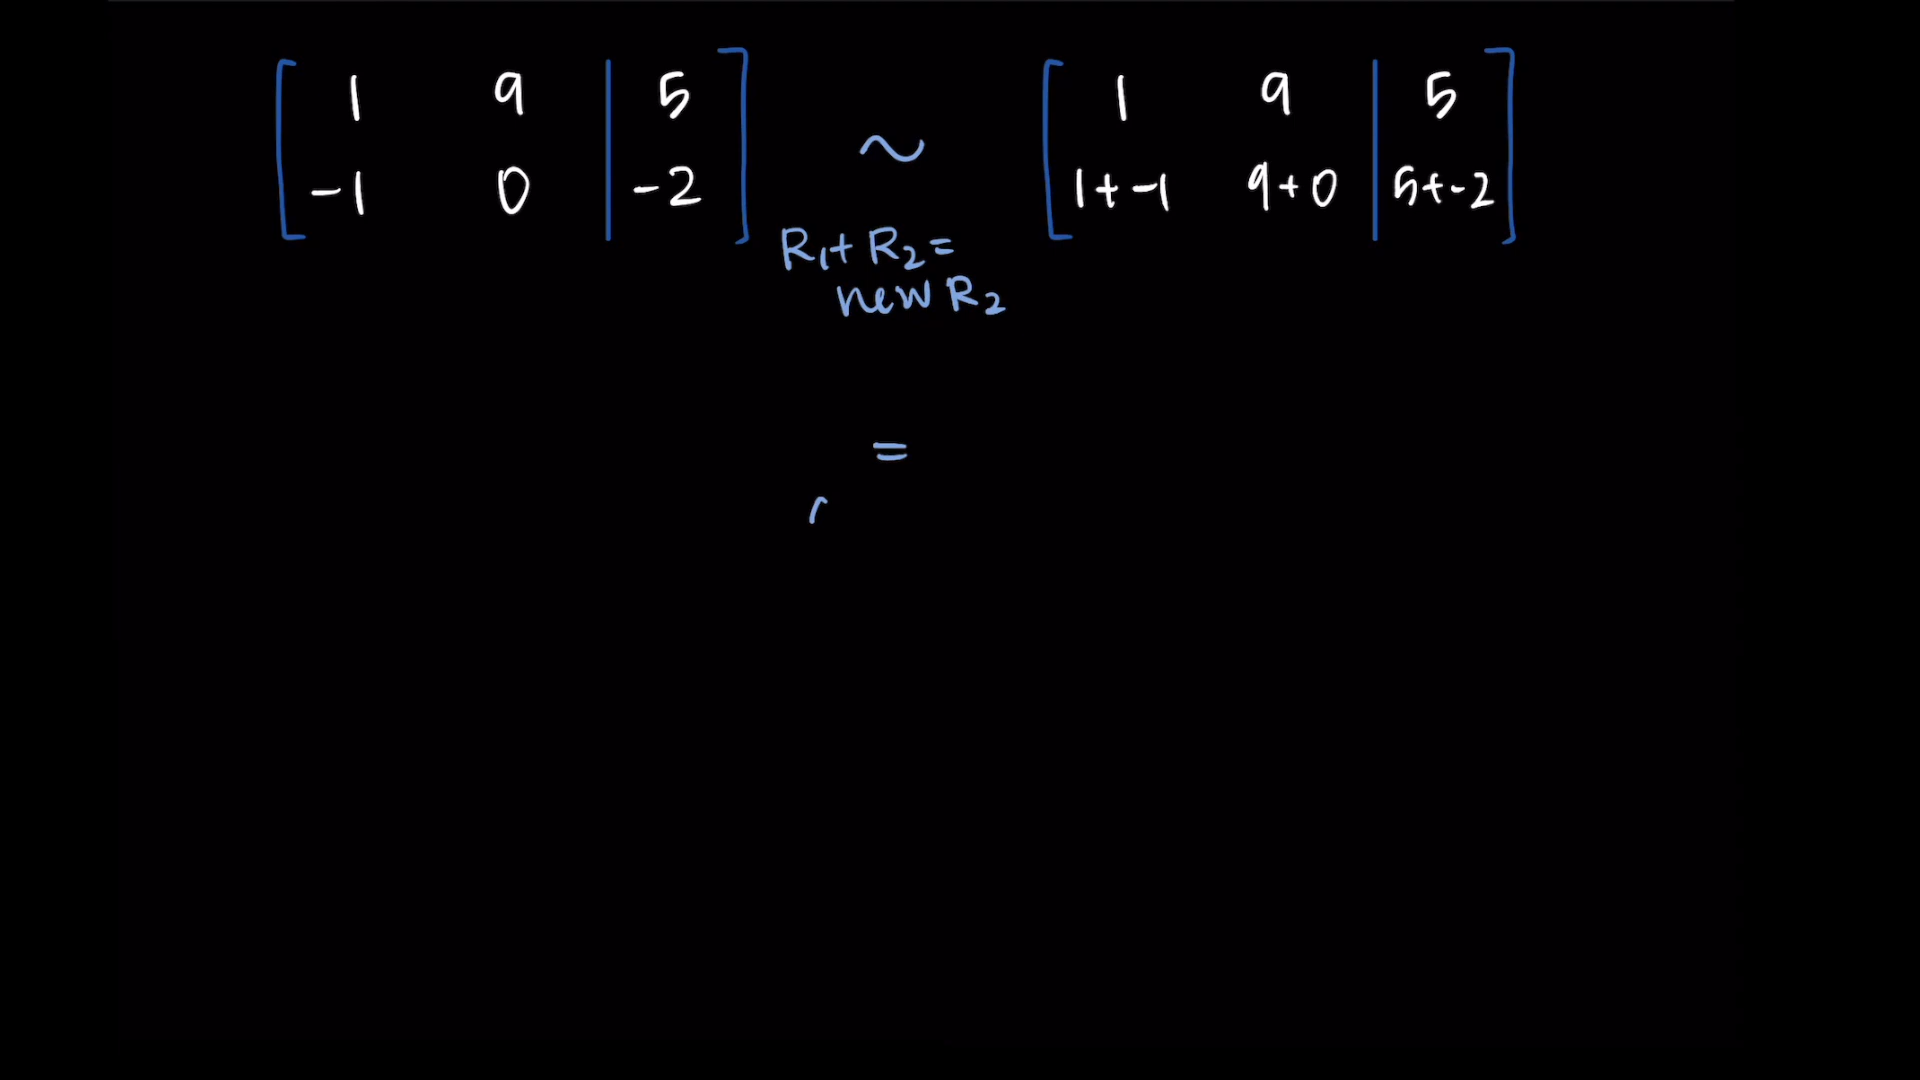 [ 1 9 | 5 ] ~ [ 1 9 | 5 ]
[ -1 0 | -2 ] [ 1+-1 9+0 | 5+-2 ]
R₁+ R₂ =
new R₂
=